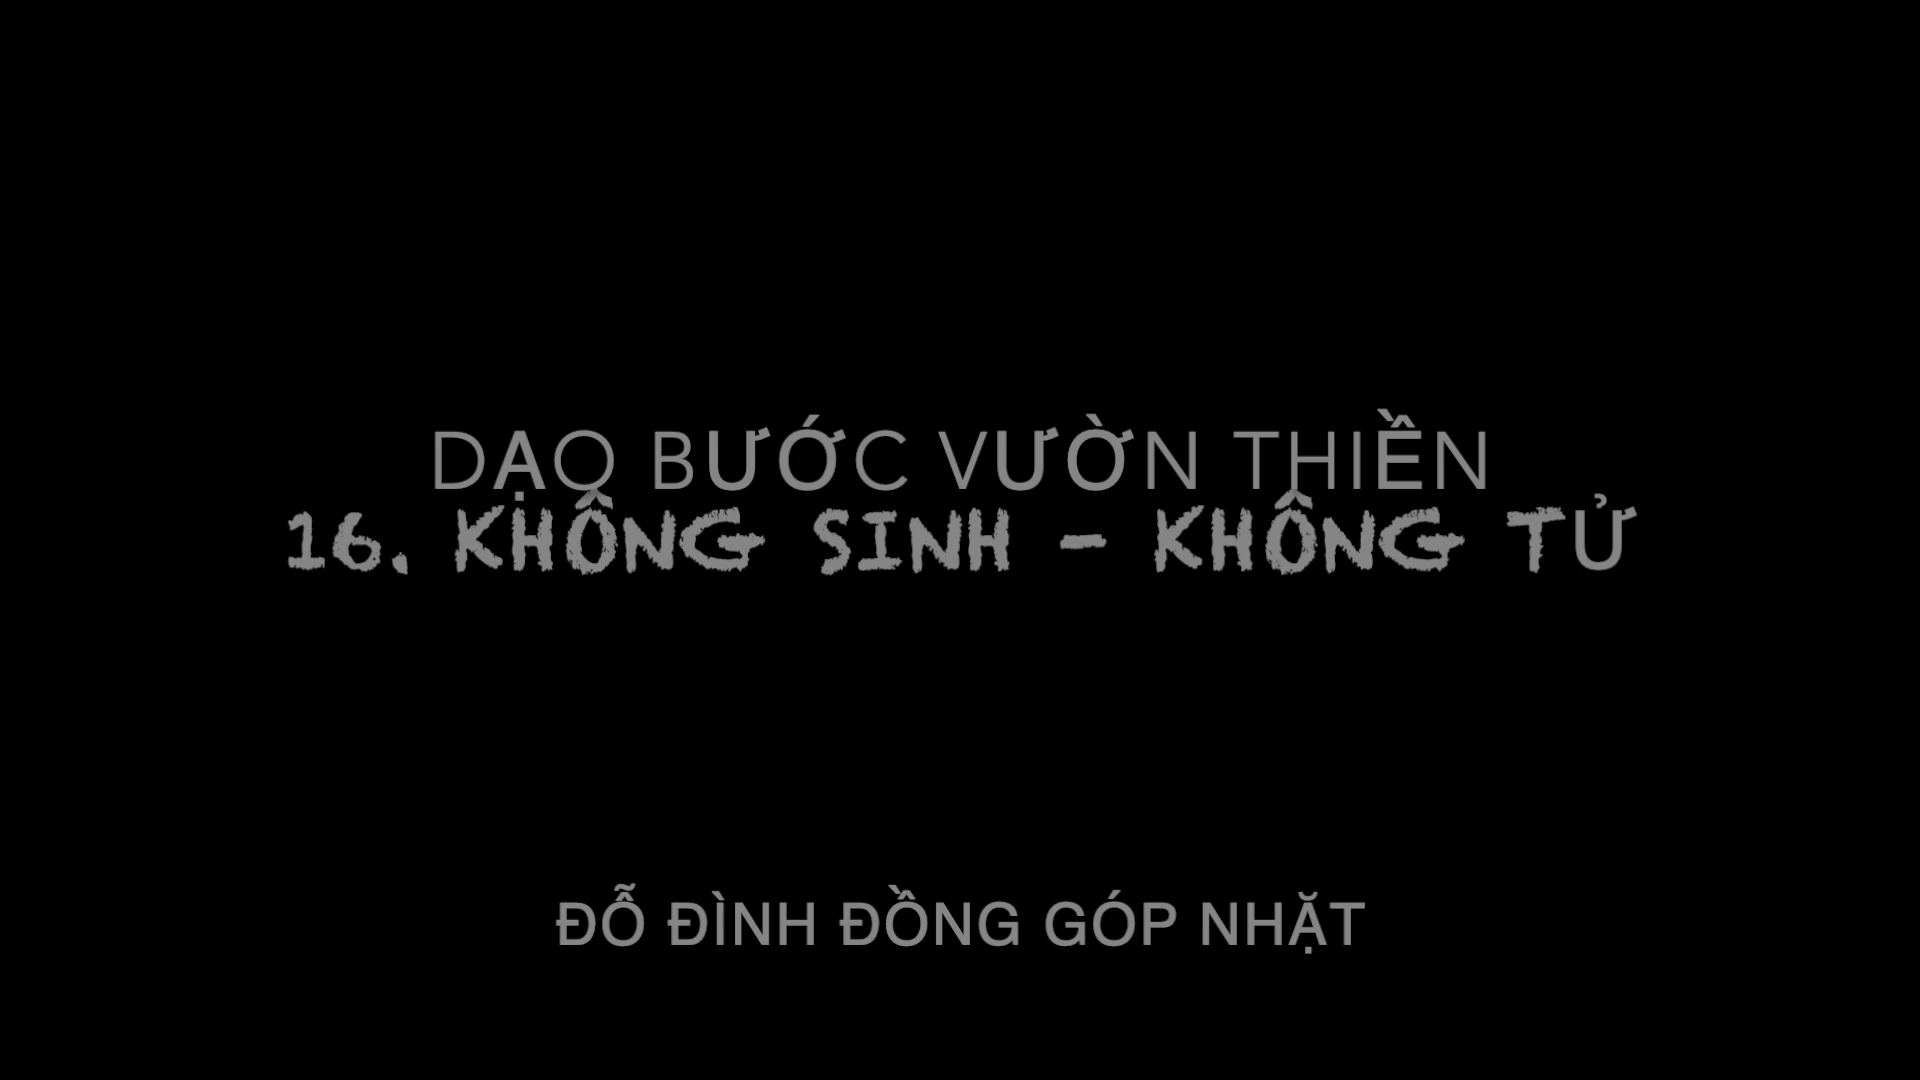 DẠO BƯỚC VƯỜN THIỀN
16. KHÔNG SINH - KHÔNG TỬ
ĐỖ ĐÌNH ĐỒNG GÓP NHẶT